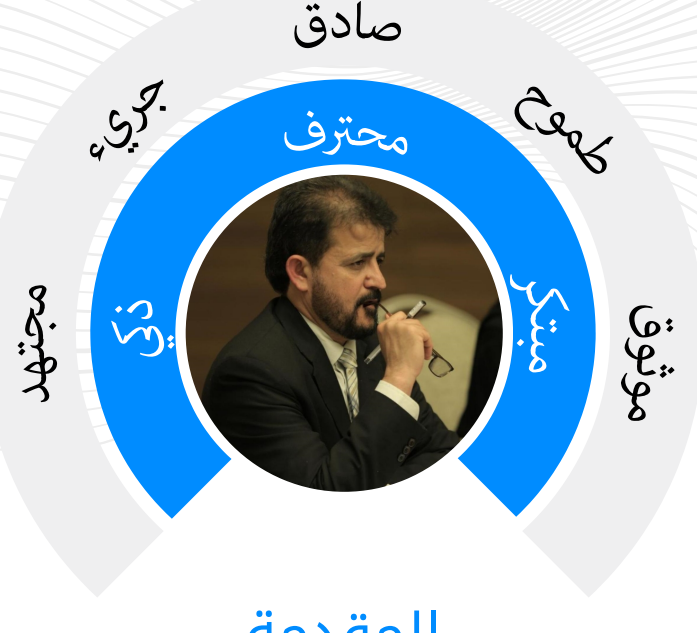 صادق
جريء
طموح
محترف
مجتهد
ذكي
مبتكر
موثوق
المقدمة